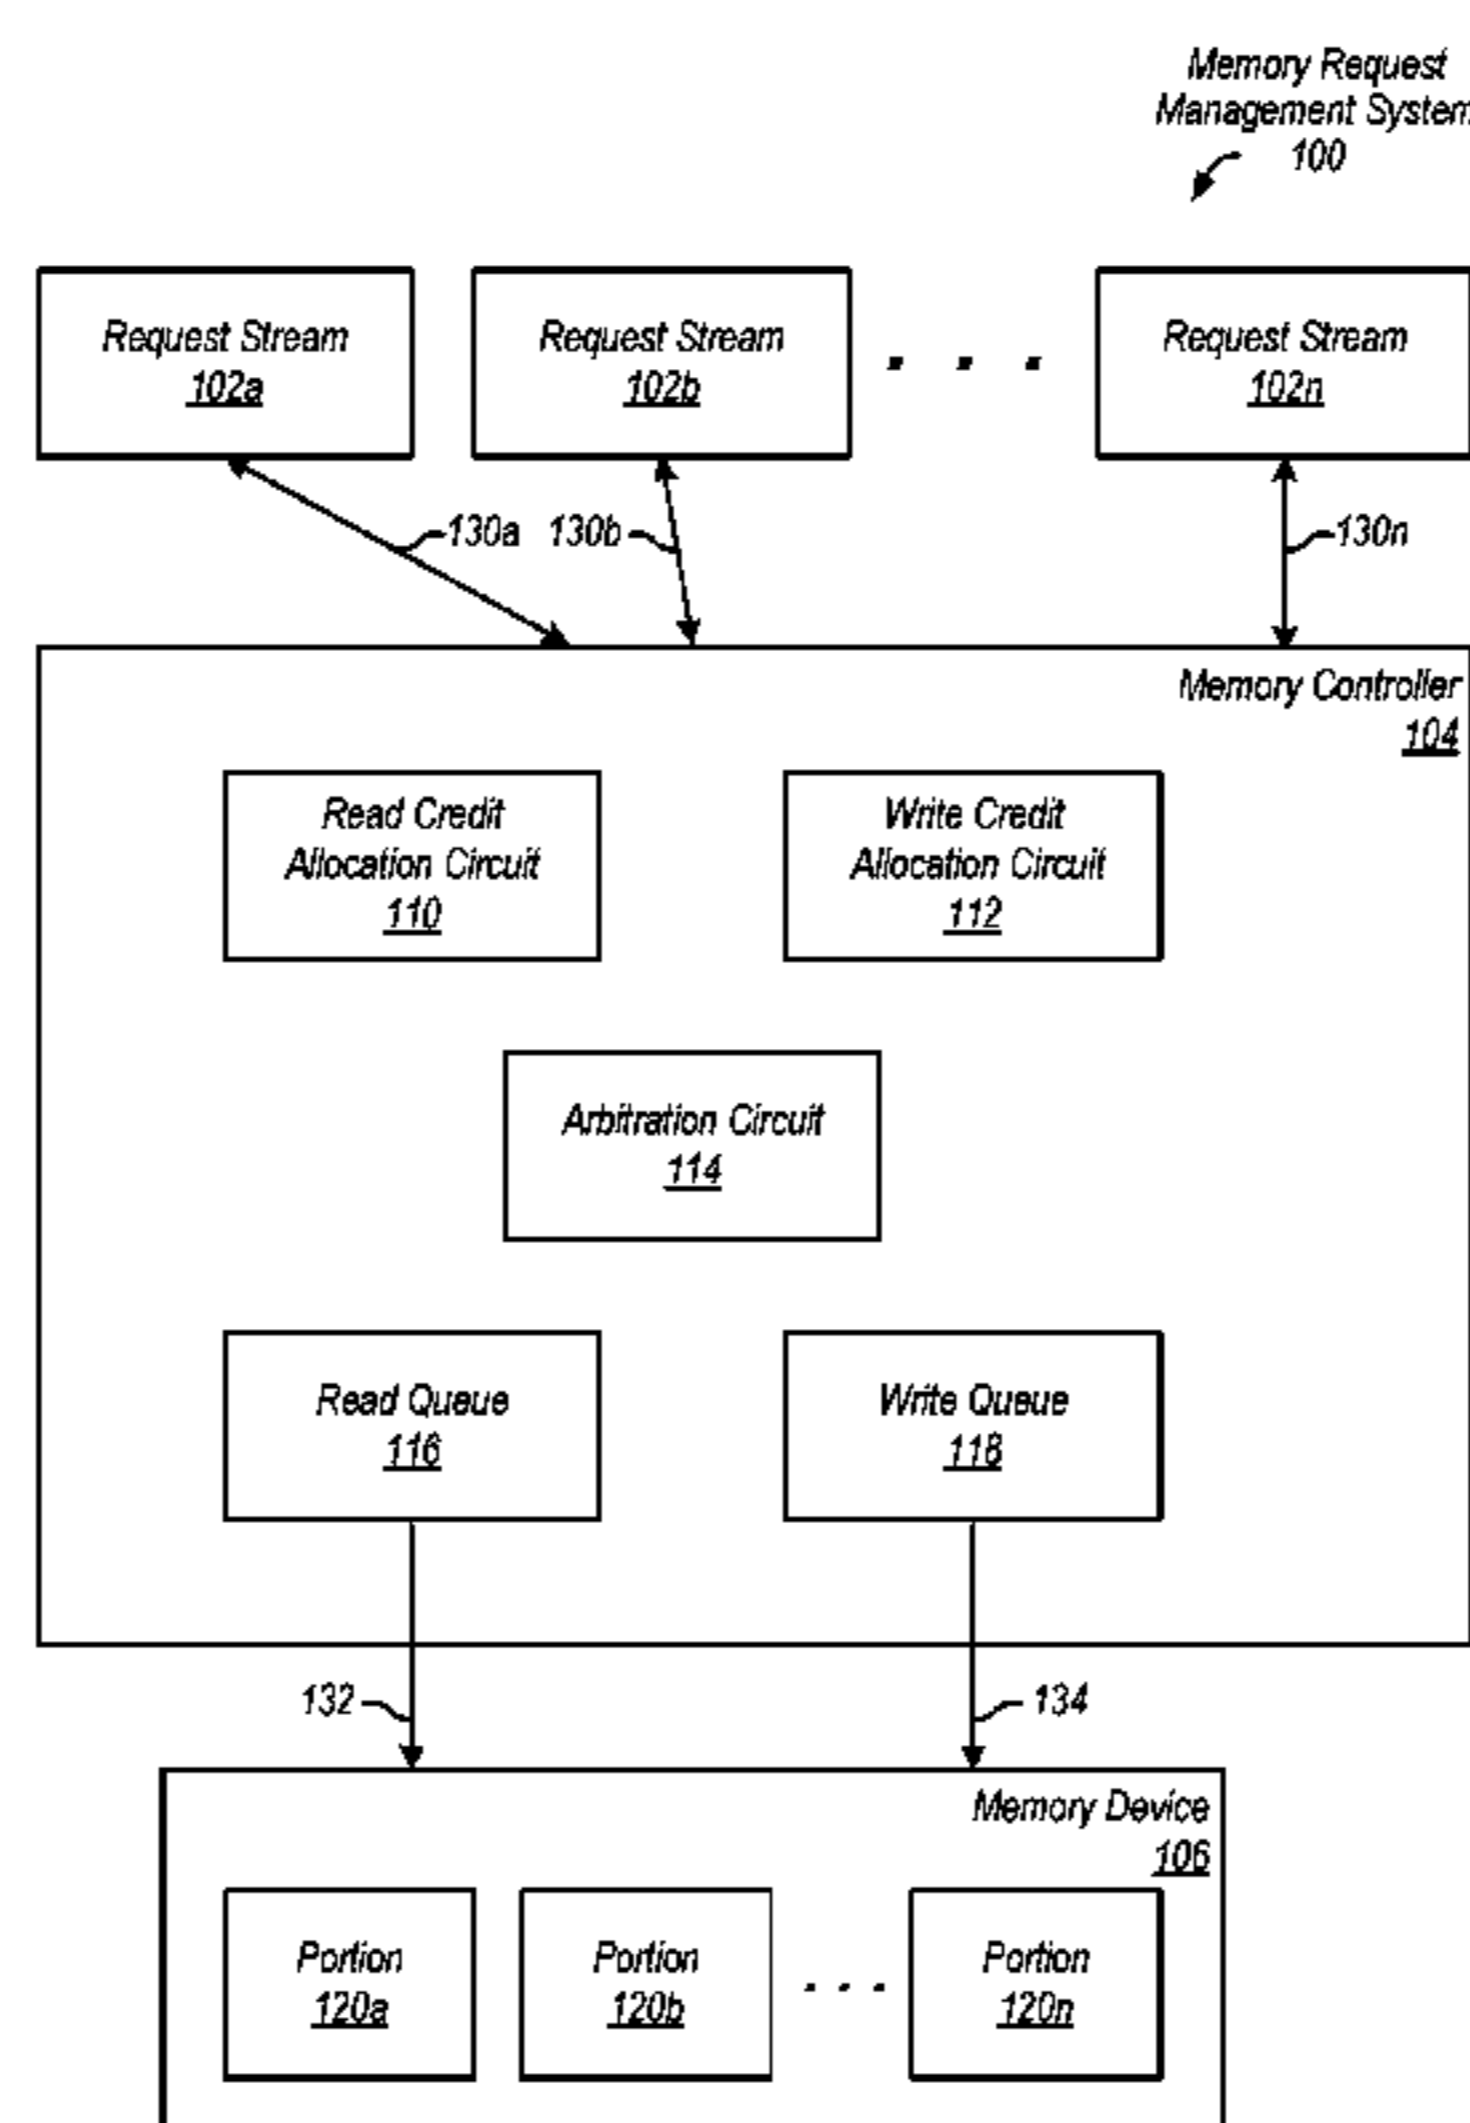 Memory Request
Management System
100
Request Stream
102a
Request Stream
102b
. . .
Request Stream
102n
130a
130b
130n
Memory Controller
104
Read Credit
Allocation Circuit
110
Write Credit
Allocation Circuit
112
Arbitration Circuit
114
Read Queue
116
Write Queue
118
132
134
Memory Device
106
Portion
120a
Portion
120b
. . .
Portion
120n